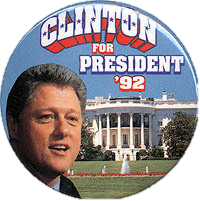 CLINTON
FOR
PRESIDENT
'92